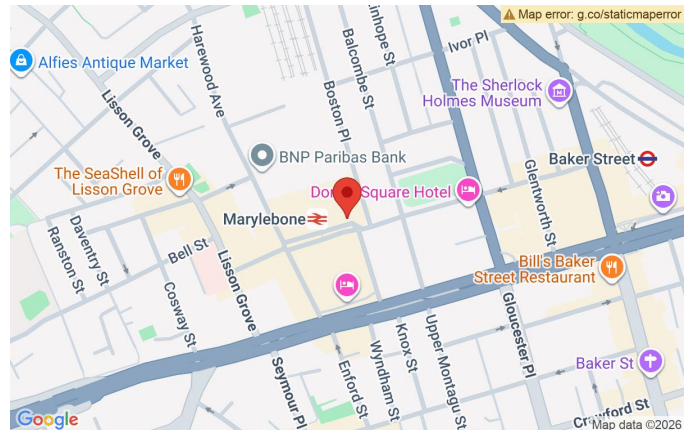 Map error: g.co/staticmaperror
Linhope St
Harewood Ave
Balcombe St
Ivor Pl
Alfies Antique Market
Boston Pl
The Sherlock
Holmes Museum
Lisson Grove
BNP Paribas Bank
Baker Street
The SeaShell of
Lisson Grove
Square Hotel
Glentworth St
Marylebone
Daventry St
Ranston St
Bell St
Lisson Grove
Bill's Baker
Street Restaurant
Cosway St
Gloucester Pl
Knox St
Upper Montagu St
Wyndham St
Enford St
Seymour Pl
Baker St
Crawford St
Google
Map data ©2026